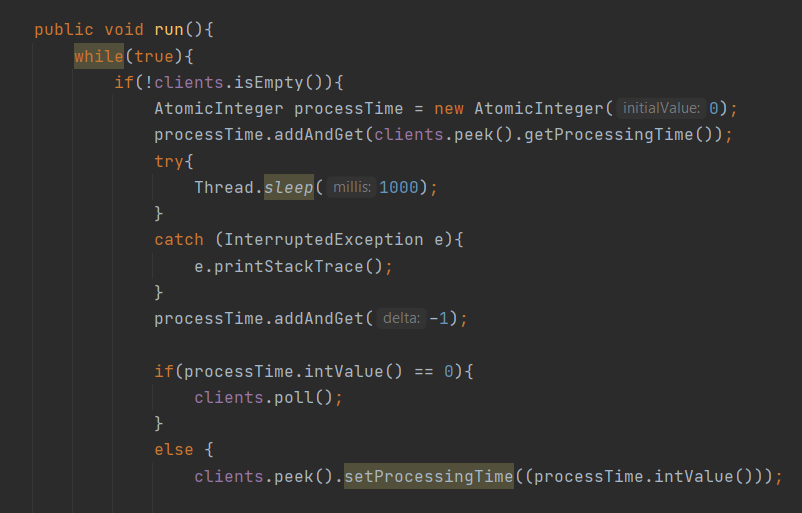 public void run(){
while(true){
if(!clients.isEmpty()){
AtomicInteger processTime = new AtomicInteger( initialValue: 0);
processTime.addAndGet(clients.peek().getProcessingTime());
try{
Thread.sleep( millis: 1000);
}
catch (InterruptedException e){
e.printStackTrace();
}
processTime.addAndGet( delta: -1);
if(processTime.intValue() == 0){
clients.poll();
}
else {
clients.peek().setProcessingTime((processTime.intValue()));